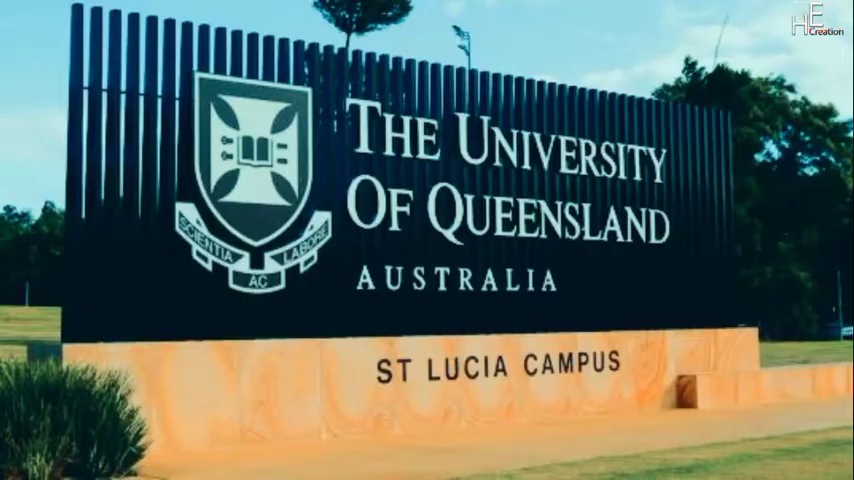 HE
Creation
THE UNIVERSITY
OF QUEENSLAND
AUSTRALIA
SCIENTIA
AC
LABORE
ST LUCIA CAMPUS